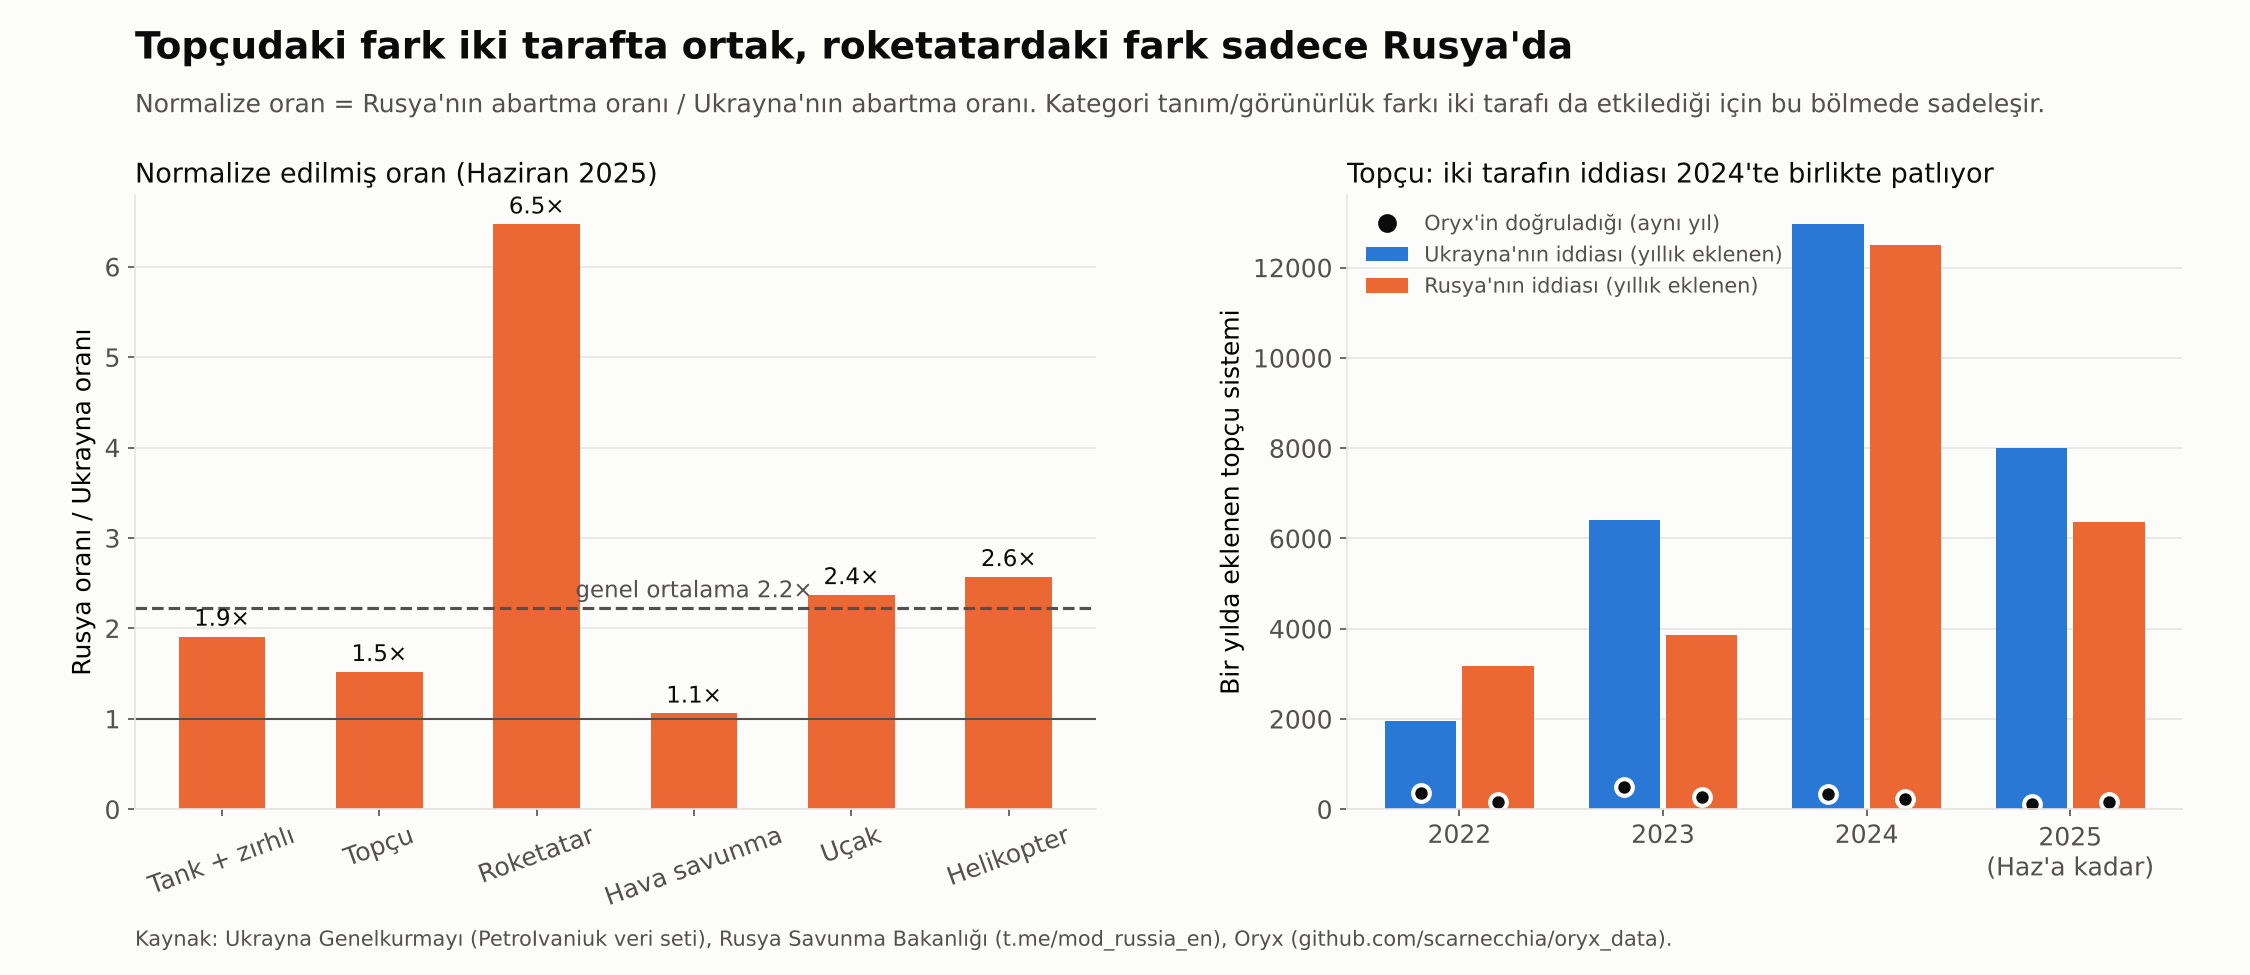 Topçudaki fark iki tarafta ortak, roketatardaki fark sadece Rusya'da
Normalize oran = Rusya'nın abartma oranı / Ukrayna'nın abartma oranı. Kategori tanım/görünürlük farkı iki tarafı da etkilediği için bu bölmede sadeleşir.
Normalize edilmiş oran (Haziran 2025)
Rusya oranı / Ukrayna oranı
6
5
4
3
2
1
0
1.9×
1.5×
6.5×
1.1×
2.4×
2.6×
genel ortalama 2.2×
Tank + zırhlı
Topçu
Roketatar
Hava savunma
Uçak
Helikopter
Topçu: iki tarafın iddiası 2024'te birlikte patlıyor
Oryx'in doğruladığı (aynı yıl)
Ukrayna'nın iddiası (yıllık eklenen)
Rusya'nın iddiası (yıllık eklenen)
Bir yılda eklenen topçu sistemi
12000
10000
8000
6000
4000
2000
0
2022
2023
2024
2025
(Haz'a kadar)
Kaynak: Ukrayna Genelkurmayı (PetroIvaniuk veri seti), Rusya Savunma Bakanlığı (t.me/mod_russia_en), Oryx (github.com/scarnecchia/oryx_data).